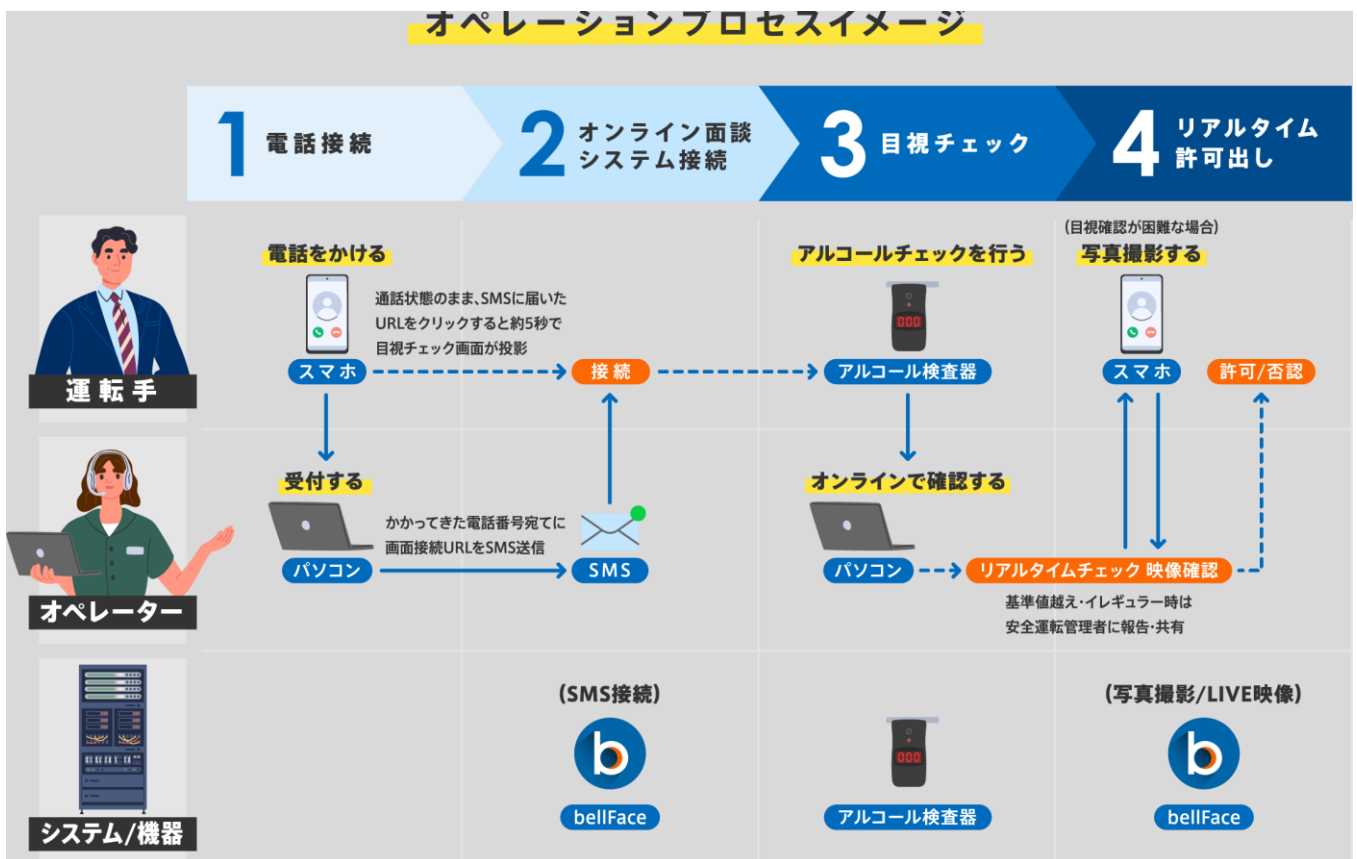 オペレーションプロセスイメージ
1 電話接続
2 オンライン面談
システム接続
3 目視チェック
4 リアルタイム
許可出し
運転手
電話をかける
スマホ
通話状態のまま、SMSに届いた
URLをクリックすると約5秒で
目視チェック画面が投影
接続
アルコールチェックを行う
000
アルコール検査器
(目視確認が困難な場合)
写真撮影する
スマホ
許可/否認
オペレーター
受付する
パソコン
かかってきた電話番号宛てに
画面接続URLをSMS送信
SMS
オンラインで確認する
パソコン
リアルタイムチェック 映像確認
基準値越え・イレギュラー時は
安全運転管理者に報告・共有
システム/機器
(SMS接続)
b
bellFace
000
アルコール検査器
(写真撮影/LIVE映像)
b
bellFace